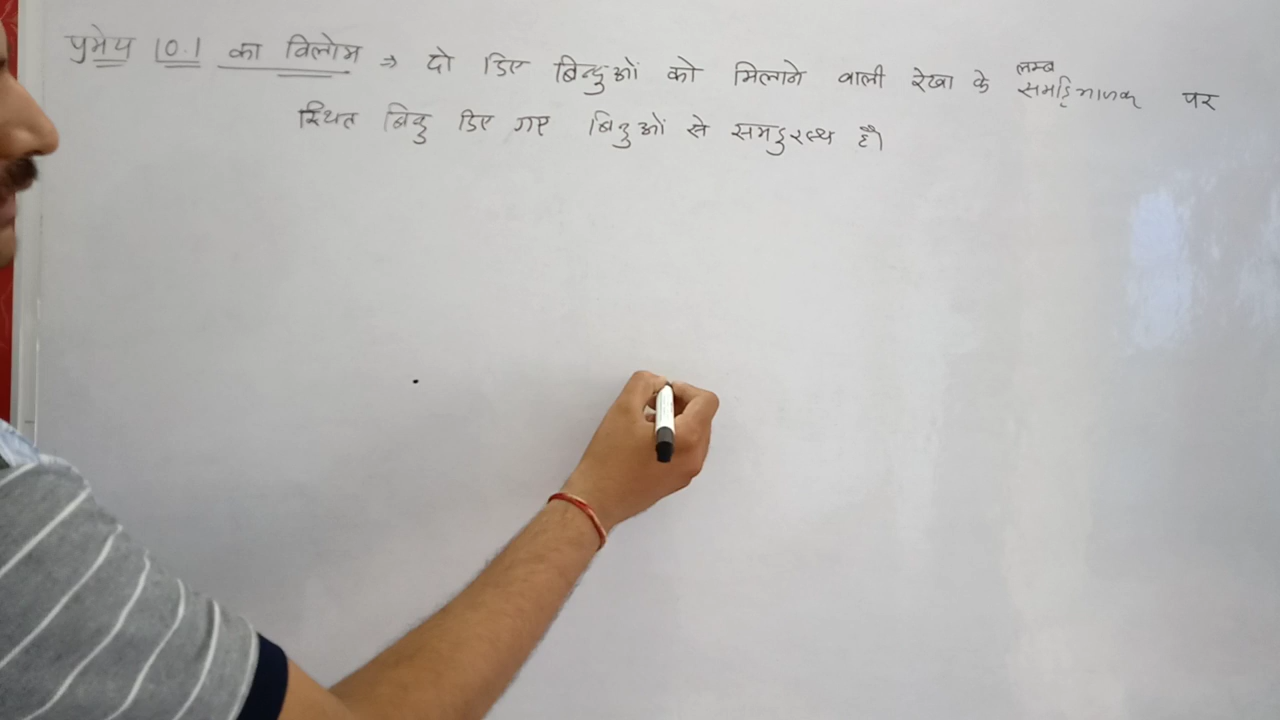 प्रमेय 10.1 का विलोम ⇒ दो दिए बिन्दुओं को मिलाने वाली रेखा के लम्ब समद्विभाजक पर
स्थित बिंदु दिए गए बिंदुओं से समदुरस्थ है।